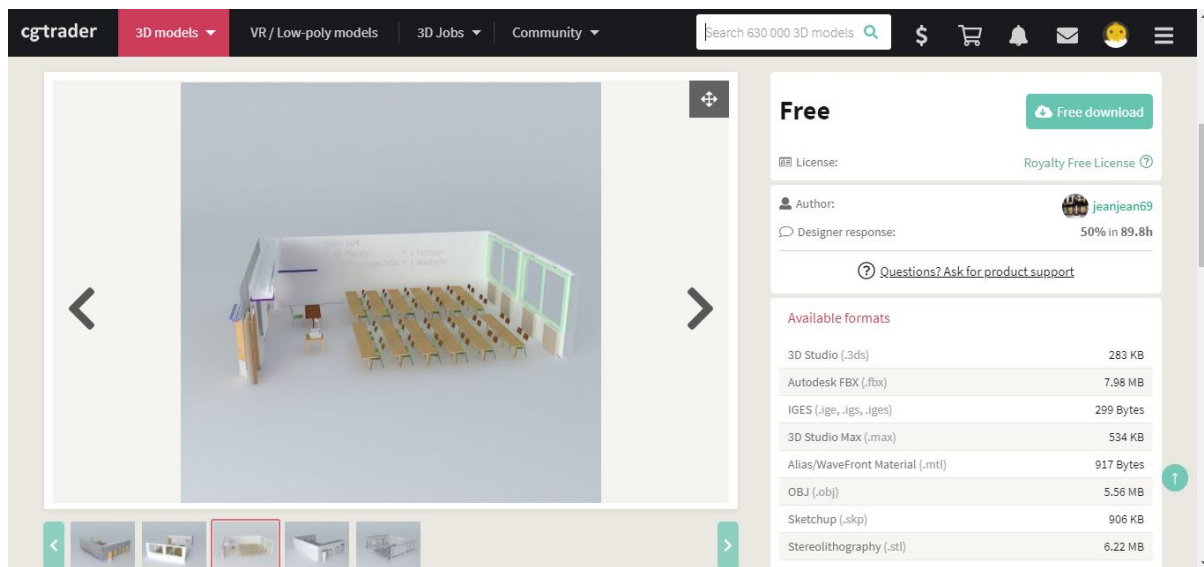 cgtrader
3D models
VR / Low-poly models
3D Jobs
Community
Search 630 000 3D models
$
Free
Free download
License:
Royalty Free License
Author:
jeanjean69
Designer response:
50% in 89.8h
Questions? Ask for product support
Available formats
3D Studio (.3ds) 283 KB
Autodesk FBX (.fbx) 7.98 MB
IGES (.ige, .igs, .iges) 299 Bytes
3D Studio Max (.max) 534 KB
Alias/WaveFront Material (.mtl) 917 Bytes
OBJ (.obj) 5.56 MB
Sketchup (.skp) 906 KB
Stereolithography (.stl) 6.22 MB